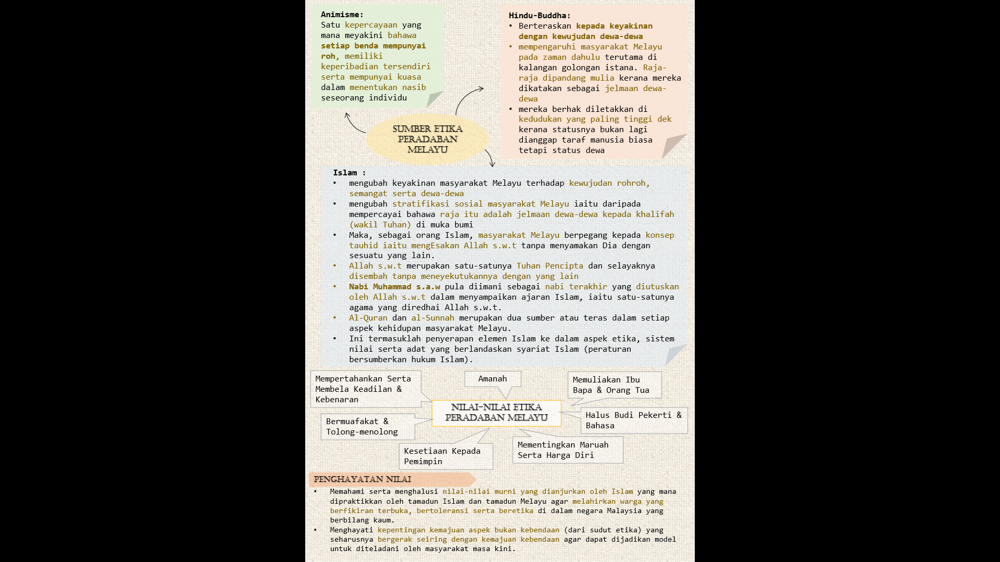 Animisme:
Satu kepercayaan yang
mana meyakini bahawa
setiap benda mempunyai
roh, memiliki
keperibadian tersendiri
serta mempunyai kuasa
dalam menentukan nasib
seseorang individu
Hindu-Buddha:
• Berteraskan kepada keyakinan
dengan kewujudan dewa-dewa
• mempengaruhi masyarakat Melayu
pada zaman dahulu terutama di
kalangan golongan istana. Raja-
raja dipandang mulia kerana mereka
dikatakan sebagai jelmaan dewa-
dewa
• mereka berhak diletakkan di
kedudukan yang paling tinggi dek
kerana statusnya bukan lagi
dianggap taraf manusia biasa
tetapi status dewa
SUMBER ETIKA
PERADABAN
MELAYU
Islam :
• mengubah keyakinan masyarakat Melayu terhadap kewujudan rohroh,
semangat serta dewa-dewa
• mengubah stratifikasi sosial masyarakat Melayu iaitu daripada
mempercayai bahawa raja itu adalah jelmaan dewa-dewa kepada khalifah
(wakil Tuhan) di muka bumi
• Maka, sebagai orang Islam, masyarakat Melayu berpegang kepada konsep
tauhid iaitu mengEsakan Allah s.w.t tanpa menyamakan Dia dengan
sesuatu yang lain.
• Allah s.w.t merupakan satu-satunya Tuhan Pencipta dan selayaknya
disembah tanpa meneyekutukannya dengan yang lain
• Nabi Muhammad s.a.w pula diimani sebagai nabi terakhir yang diutuskan
oleh Allah s.w.t dalam menyampaikan ajaran Islam, iaitu satu-satunya
agama yang diredhai Allah s.w.t.
• Al-Quran dan al-Sunnah merupakan dua sumber atau teras dalam setiap
aspek kehidupan masyarakat Melayu.
• Ini termasuklah penyerapan elemen Islam ke dalam aspek etika, sistem
nilai serta adat yang berlandaskan syariat Islam (peraturan
bersumberkan hukum Islam).
Mempertahankan Serta
Membela Keadilan &
Kebenaran
Amanah
Memuliakan Ibu
Bapa & Orang Tua
NILAI-NILAI ETIKA
PERADABAN MELAYU
Halus Budi Pekerti &
Bahasa
Bermuafakat &
Tolong-menolong
Kesetiaan Kepada
Pemimpin
Mementingkan Maruah
Serta Harga Diri
PENGHAYATAN NILAI
• Memahami serta menghalusi nilai-nilai murni yang dianjurkan oleh Islam yang mana
dipraktikkan oleh tamadun Islam dan tamadun Melayu agar melahirkan warga yang
berfikiran terbuka, bertoleransi serta beretika di dalam negara Malaysia yang
berbilang kaum.
• Menghayati kepentingan kemajuan aspek bukan kebendaan (dari sudut etika) yang
seharusnya bergerak seiring dengan kemajuan kebendaan agar dapat dijadikan model
untuk diteladani oleh masyarakat masa kini.